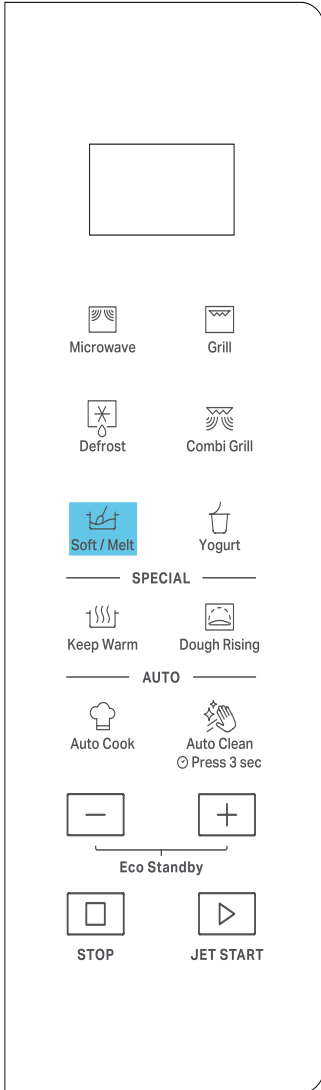 Microwave Grill
Defrost Combi Grill
Soft / Melt Yogurt
SPECIAL
Keep Warm Dough Rising
AUTO
Auto Cook Auto Clean
Press 3 sec
Eco Standby
STOP JET START